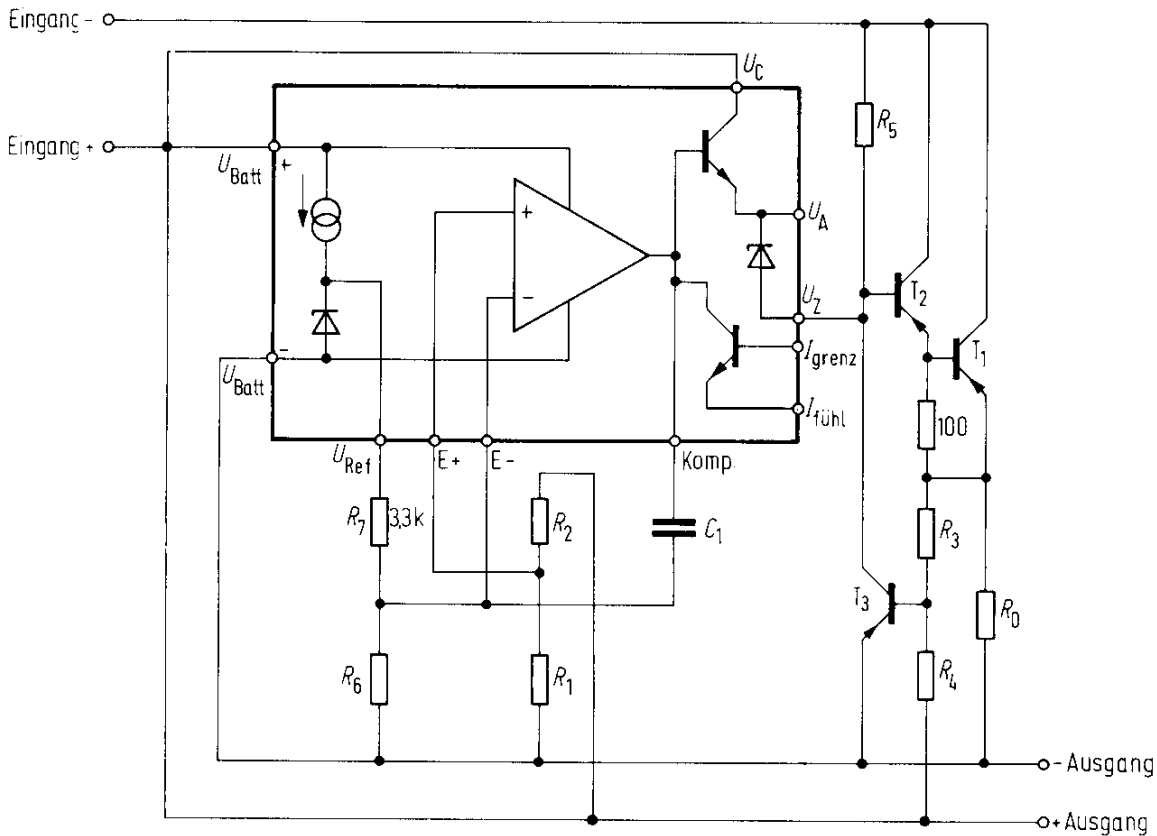 Eingang -
U_C
R_5
Eingang +
U_Batt +
U_A
+
-
U_Z
T_2
I_grenz
T_1
- U_Batt
I_fühl
100
U_Ref E+ E- Komp.
R_7 3,3k
R_2
C_1
R_3
T_3
R_0
R_6
R_1
R_4
- Ausgang
+ Ausgang